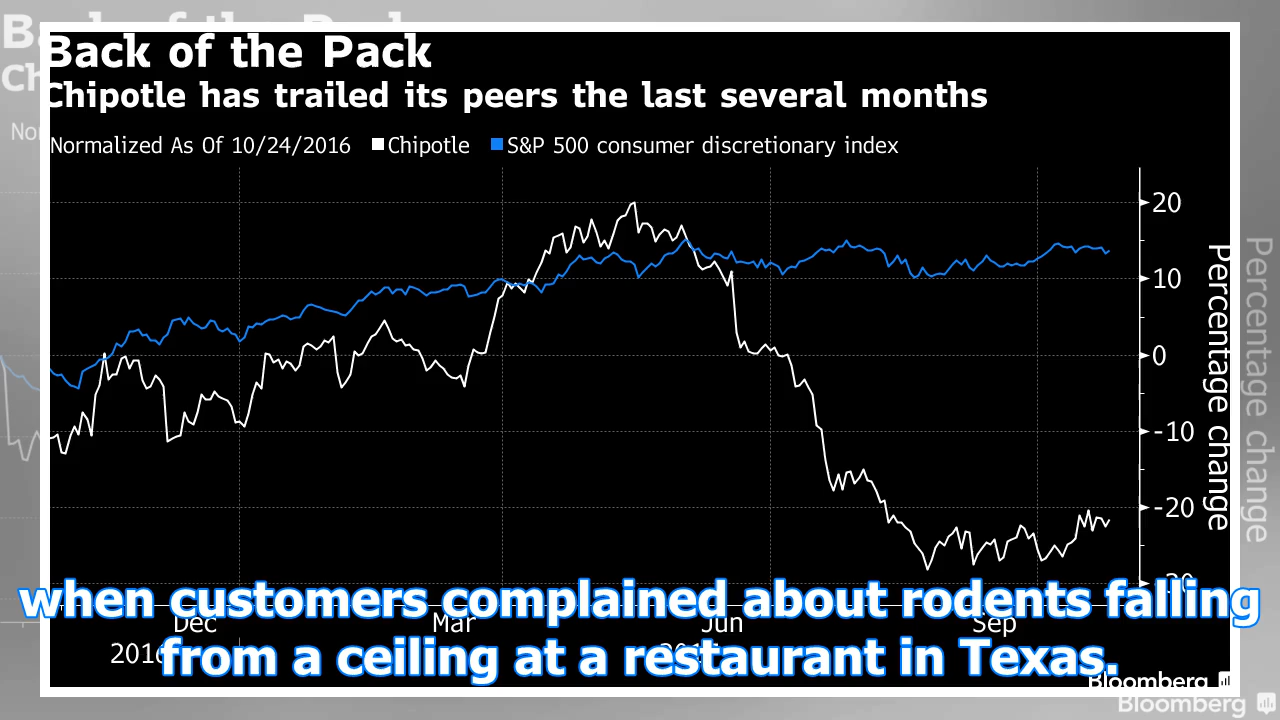 Back of the Pack
Chipotle has trailed its peers the last several months
Normalized As Of 10/24/2016 Chipotle S&P 500 consumer discretionary index
20
10
0
-10
-20
Percentage change
Percentage change
when customers complained about rodents falling
Dec Mar Jun Sep
from a ceiling at a restaurant in Texas.
Bloomberg
Bloomberg